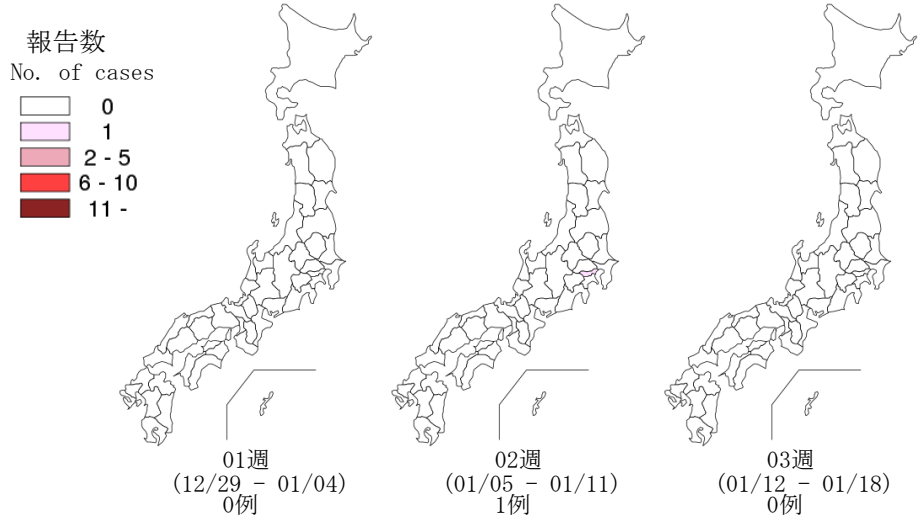 報告数
No. of cases
0
1
2 - 5
6 - 10
11 -
01週
(12/29 - 01/04)
0例
02週
(01/05 - 01/11)
1例
03週
(01/12 - 01/18)
0例